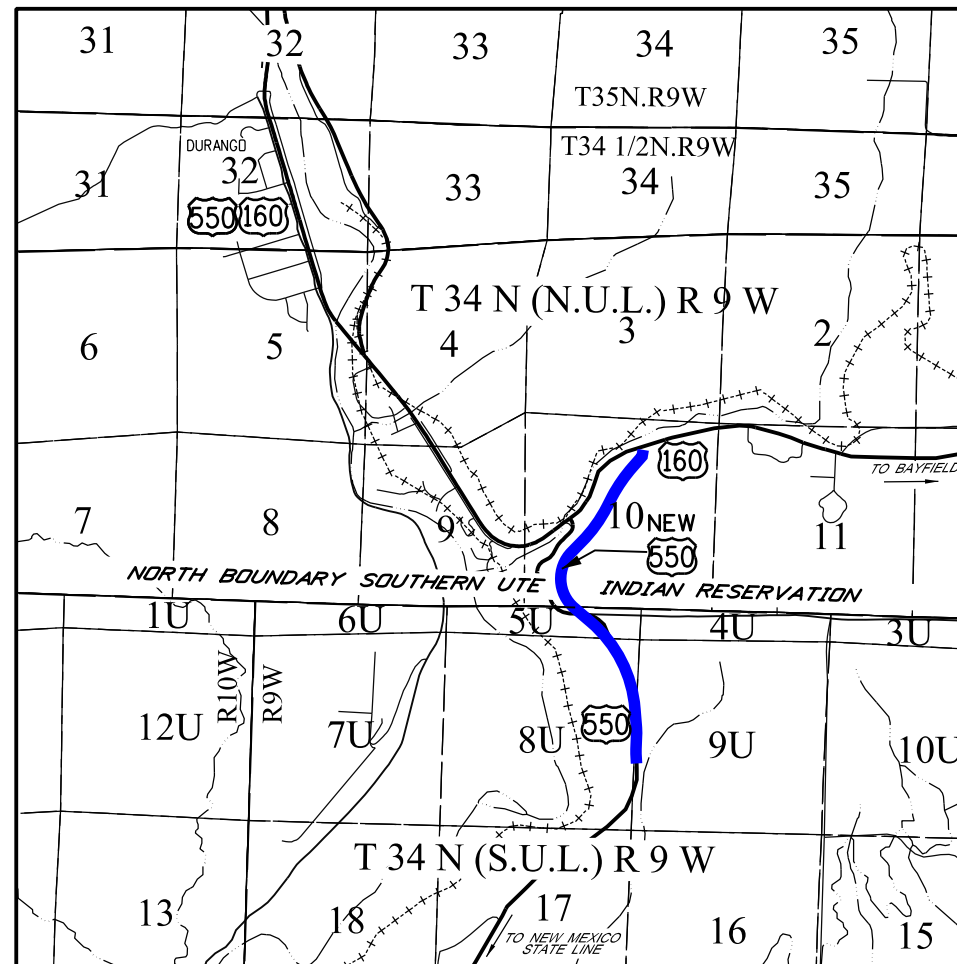 31
32
33
34
35
T35N.R9W
DURANGO
T34 1/2N.R9W
31
32
33
34
35
550
160
T 34 N (N.U.L.) R 9 W
6
5
4
3
2
160
TO BAYFIELD
7
8
9
10
NEW
550
11
NORTH BOUNDARY SOUTHERN UTE INDIAN RESERVATION
1U
6U
5U
4U
3U
R10W
R9W
12U
7U
8U
550
9U
10U
T 34 N (S.U.L.) R 9 W
13
18
17
16
15
TO NEW MEXICO
STATE LINE